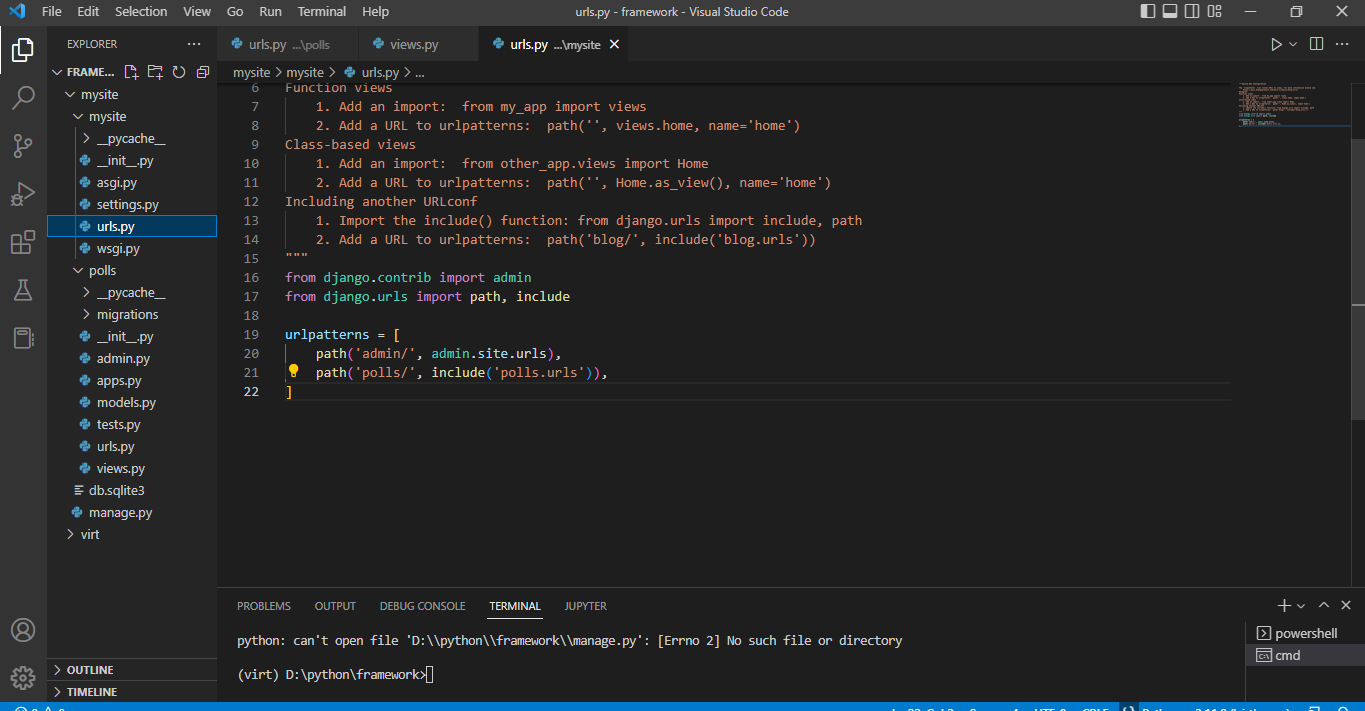 File Edit Selection View Go Run Terminal Help
urls.py - framework - Visual Studio Code
EXPLORER
FRAME...
mysite
mysite
__pycache__
__init__.py
asgi.py
settings.py
urls.py
wsgi.py
polls
__pycache__
migrations
__init__.py
admin.py
apps.py
models.py
tests.py
urls.py
views.py
db.sqlite3
manage.py
virt
OUTLINE
TIMELINE
urls.py ...\polls
views.py
urls.py ...\mysite
mysite > mysite > urls.py > ...
6 Function views
7     1. Add an import:  from my_app import views
8     2. Add a URL to urlpatterns:  path('', views.home, name='home')
9 Class-based views
10     1. Add an import:  from other_app.views import Home
11     2. Add a URL to urlpatterns:  path('', Home.as_view(), name='home')
12 Including another URLconf
13     1. Import the include() function: from django.urls import include, path
14     2. Add a URL to urlpatterns:  path('blog/', include('blog.urls'))
15 """
16 from django.contrib import admin
17 from django.urls import path, include
18
19 urlpatterns = [
20     path('admin/', admin.site.urls),
21     path('polls/', include('polls.urls')),
22 ]
PROBLEMS OUTPUT DEBUG CONSOLE TERMINAL JUPYTER
python: can't open file 'D:\\python\\framework\\manage.py': [Errno 2] No such file or directory
(virt) D:\python\framework>
powershell
cmd